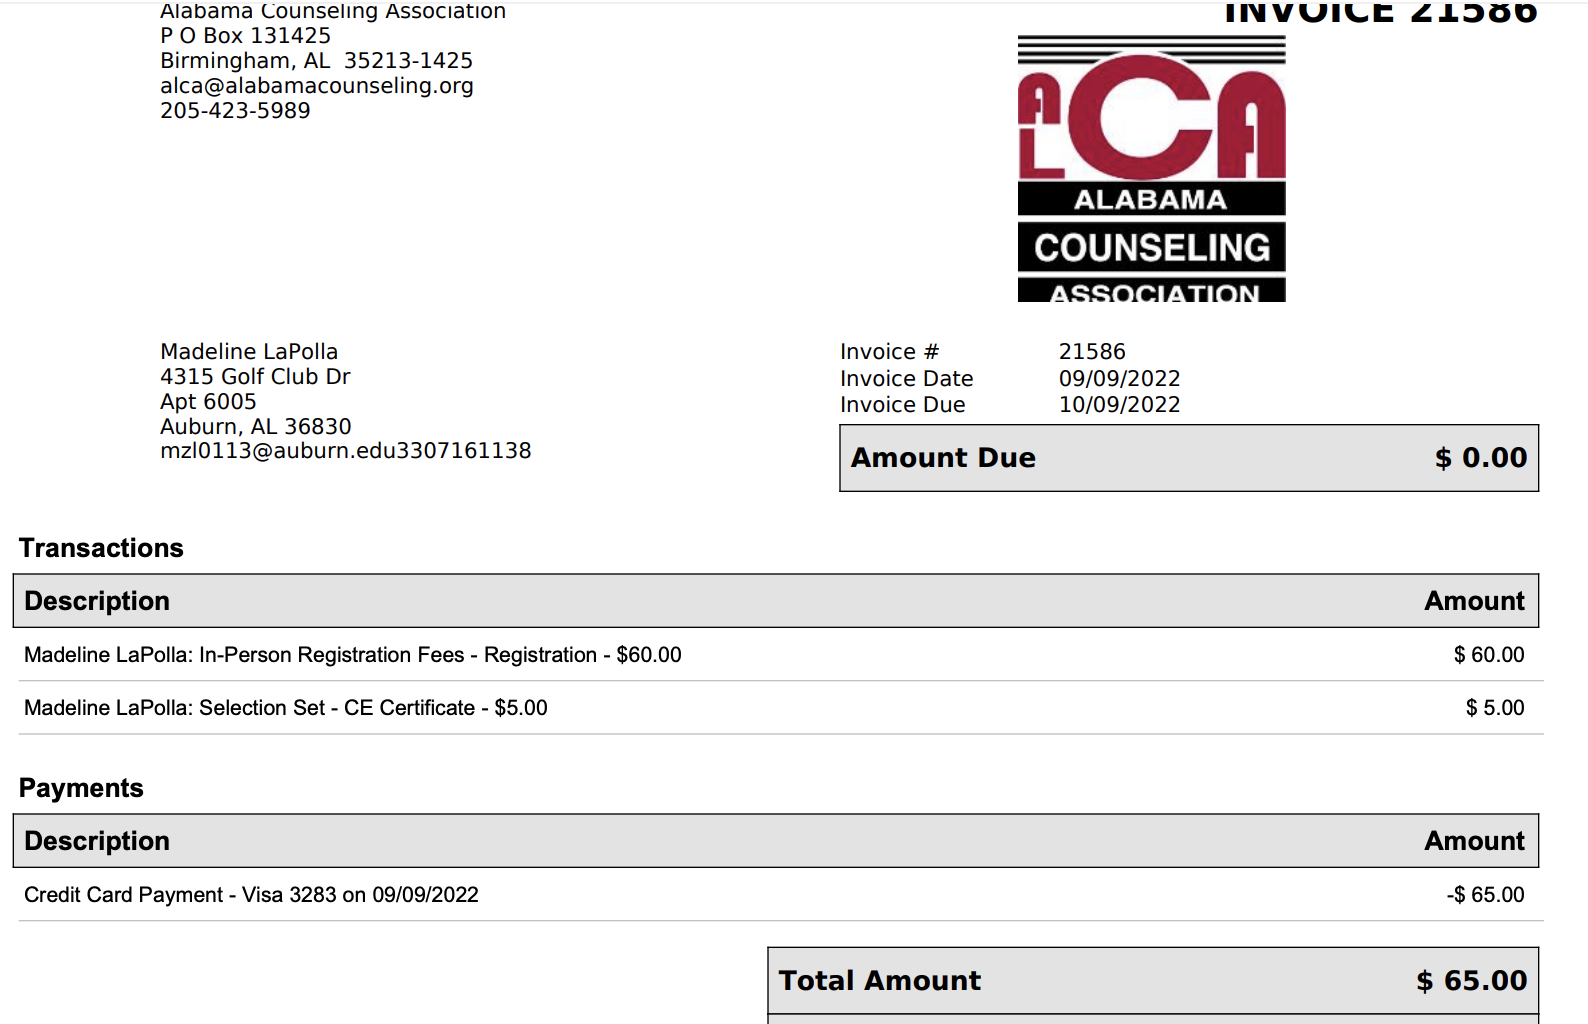 Alabama Counseling Association
P O Box 131425
Birmingham, AL  35213-1425
alca@alabamacounseling.org
205-423-5989
INVOICE 21586
ALCA
ALABAMA
COUNSELING
ASSOCIATION
Madeline LaPolla
4315 Golf Club Dr
Apt 6005
Auburn, AL 36830
mzl0113@auburn.edu3307161138
Invoice # 21586
Invoice Date 09/09/2022
Invoice Due 10/09/2022
Amount Due $ 0.00
Transactions
Description Amount
Madeline LaPolla: In-Person Registration Fees - Registration - $60.00 $ 60.00
Madeline LaPolla: Selection Set - CE Certificate - $5.00 $ 5.00
Payments
Description Amount
Credit Card Payment - Visa 3283 on 09/09/2022 -$ 65.00
Total Amount $ 65.00